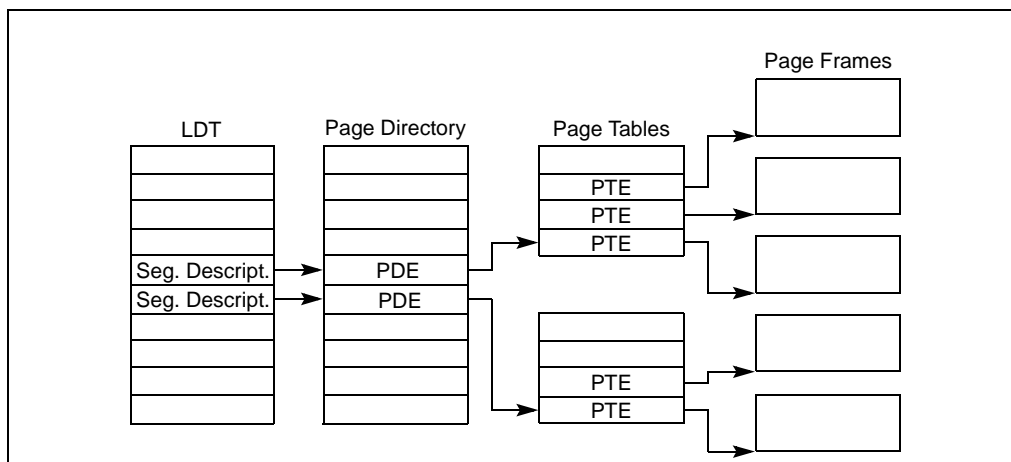 Page Frames
LDT
Page Directory
Page Tables
PTE
PTE
PTE
Seg. Descript.
PDE
Seg. Descript.
PDE
PTE
PTE